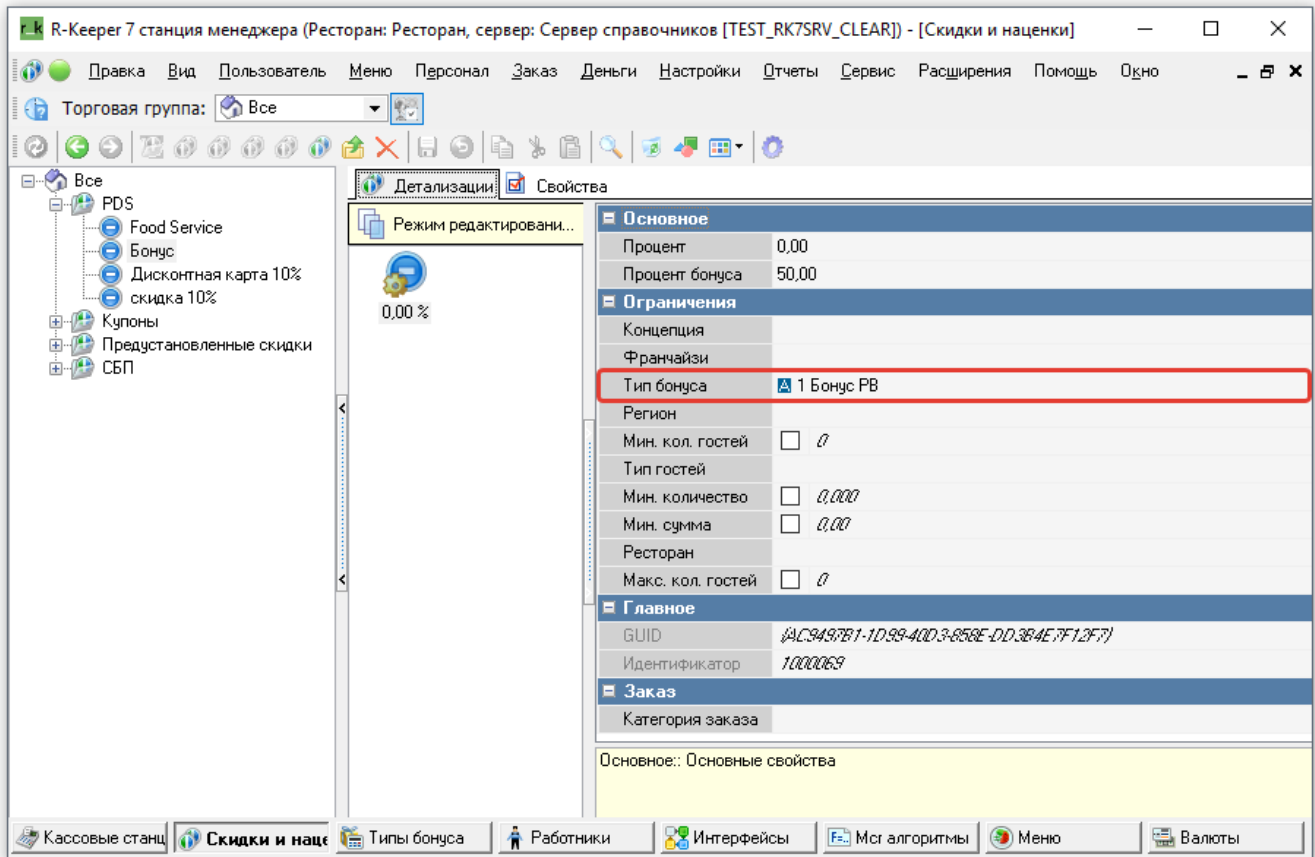 r_k R-Keeper 7 станция менеджера (Ресторан: Ресторан, сервер: Сервер справочников [TEST_RK7SRV_CLEAR]) - [Скидки и наценки]
Правка Вид Пользователь Меню Персонал Заказ Деньги Настройки Отчеты Сервис Расширения Помощь Окно
Торговая группа: Все
Все
PDS
Food Service
Бонус
Дисконтная карта 10%
скидка 10%
Купоны
Предустановленные скидки
СБП
Детализации Свойства
Режим редактировани...
0,00 %
Основное
Процент 0,00
Процент бонуса 50,00
Ограничения
Концепция
Франчайзи
Тип бонуса A 1 Бонус РВ
Регион
Мин. кол. гостей 0
Тип гостей
Мин. количество 0,000
Мин. сумма 0,00
Ресторан
Макс. кол. гостей 0
Главное
GUID {AC9497B1-1D99-40D3-858E-DD3B4E7F12F7}
Идентификатор 1000069
Заказ
Категория заказа
Основное:: Основные свойства
Кассовые станц Скидки и наце Типы бонуса Работники Интерфейсы Мсг алгоритмы Меню Валюты